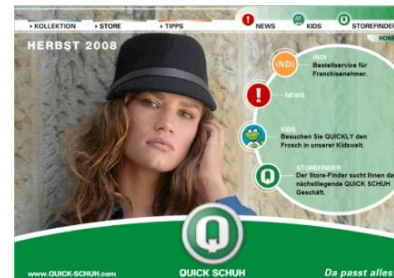 KOLLEKTION
STORE
TIPPS
NEWS
KIDS
STOREFINDER
HOME
HERBST 2008
INDI
INDI
Bestellservice für
Franchisenehmer.
NEWS
KIDS
Besuchen Sie QUICKLY den
Frosch in unserer Kidswelt.
STOREFINDER
Der Store-Finder sucht Ihnen da
nächstliegende QUICK SCHUH
Geschäft.
www.QUICK-SCHUH.com
QUICK SCHUH
Da passt alles